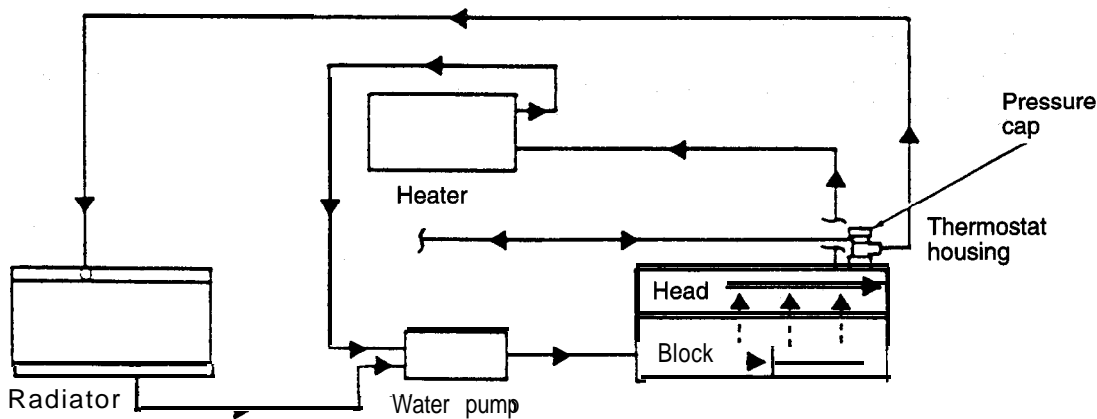 Pressure
cap
Heater
Thermostat
housing
Head
Block
Radiator
Water pump